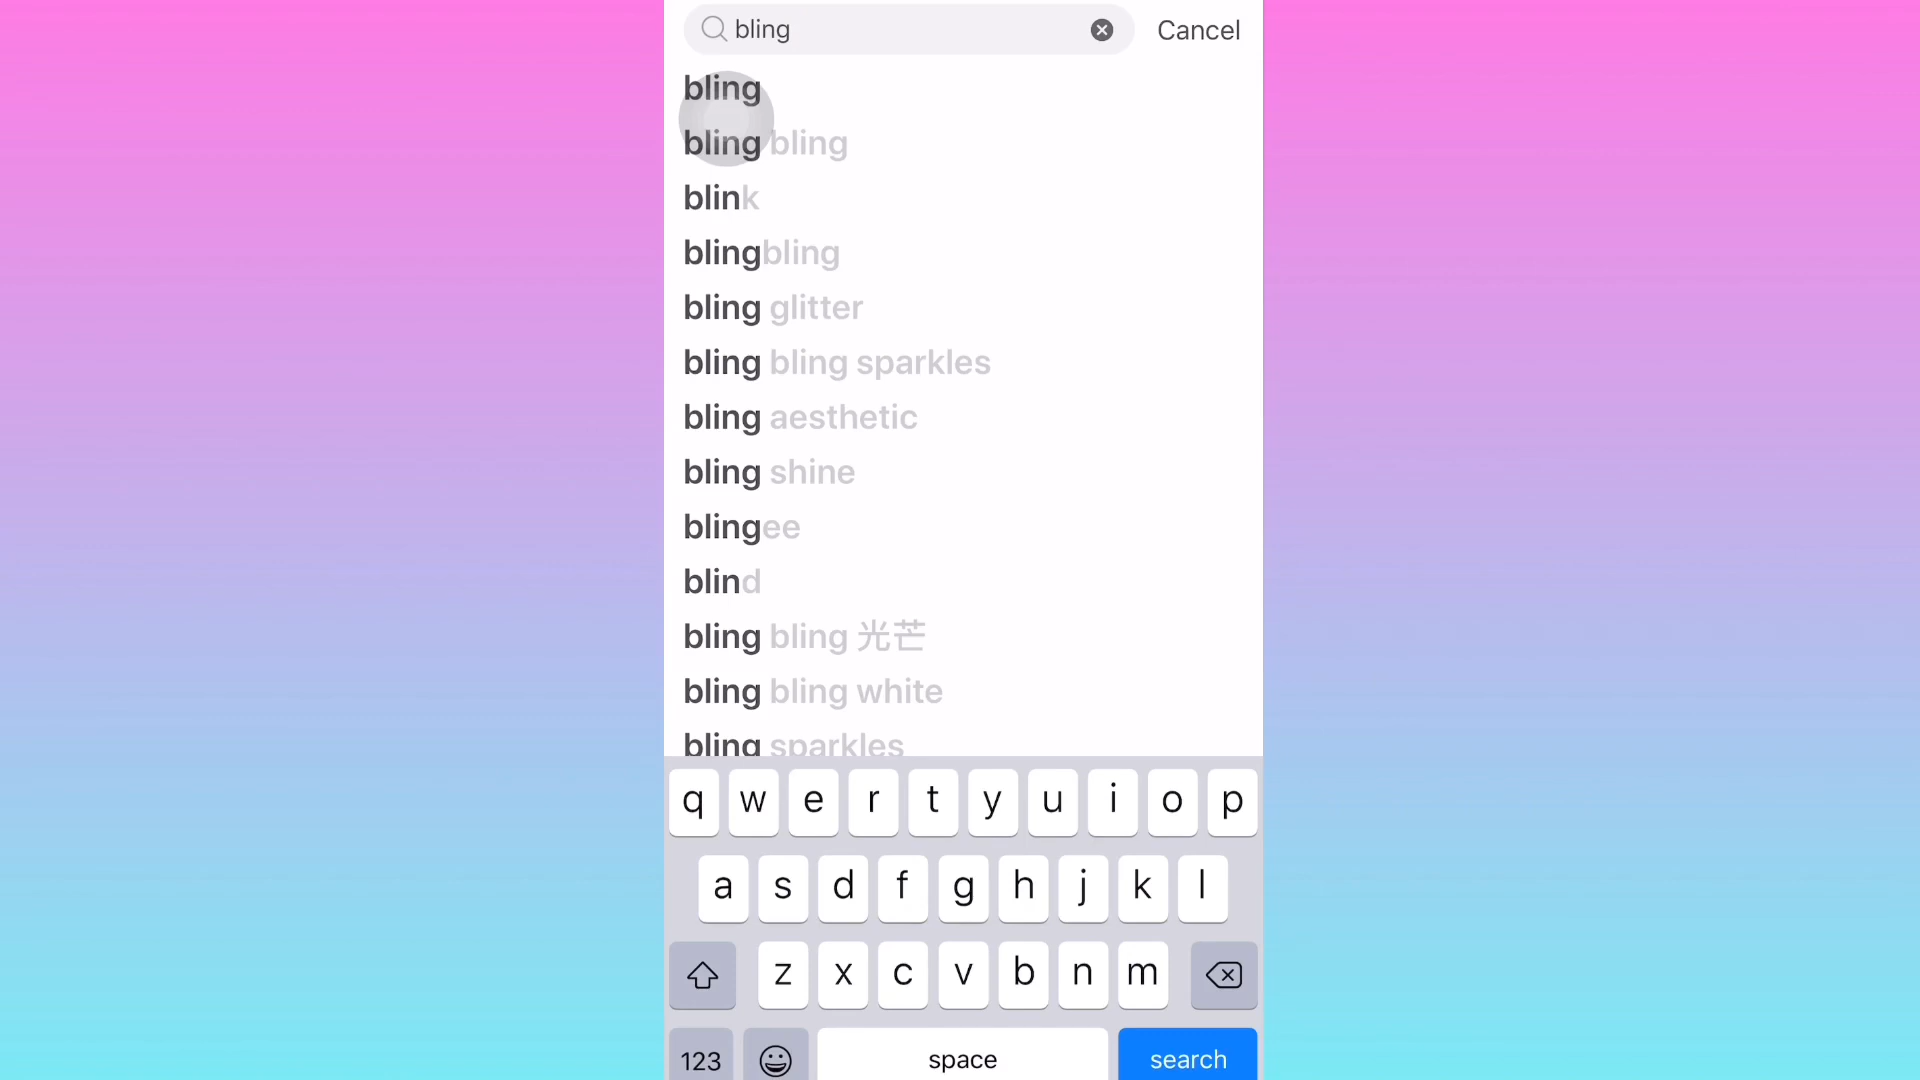 bling Cancel
bling
bling bling
blink
blingbling
bling glitter
bling bling sparkles
bling aesthetic
bling shine
blingee
blind
bling bling 光芒
bling bling white
bling sparkles
q w e r t y u i o p
a s d f g h j k l
z x c v b n m
123 space search